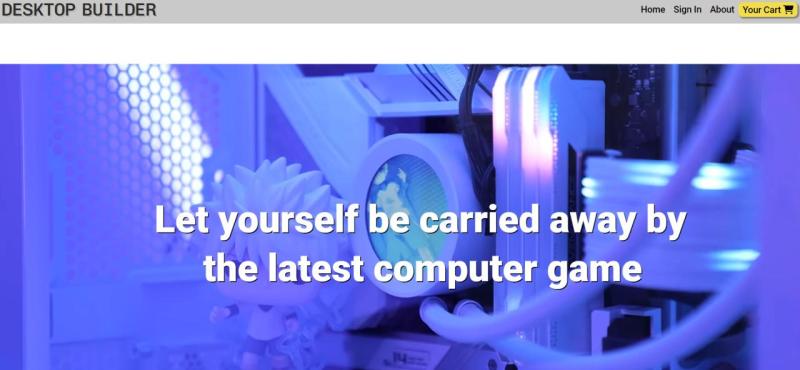 DESKTOP BUILDER
Home Sign In About Your Cart
Let yourself be carried away by
the latest computer game